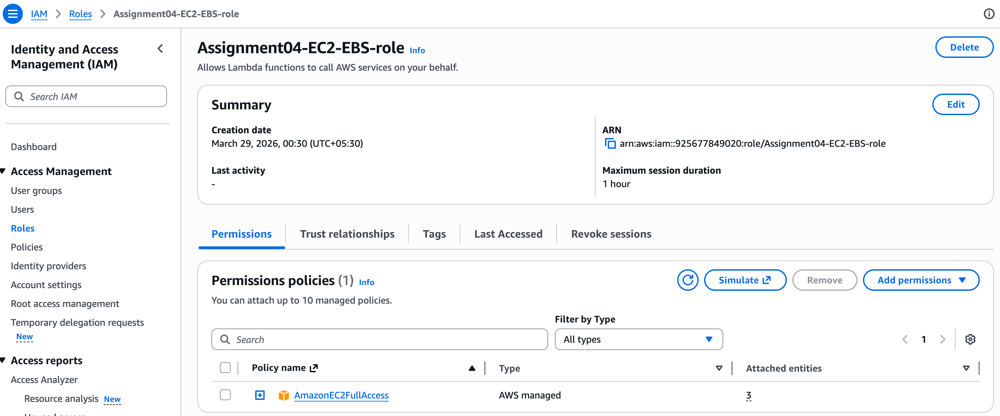 IAM > Roles > Assignment04-EC2-EBS-role
Identity and Access
Management (IAM)
Search IAM
Dashboard
Access Management
User groups
Users
Roles
Policies
Identity providers
Account settings
Root access management
Temporary delegation requests
New
Access reports
Access Analyzer
Resource analysis New
Unused access
Assignment04-EC2-EBS-role Info
Delete
Allows Lambda functions to call AWS services on your behalf.
Summary
Edit
Creation date
March 29, 2026, 00:30 (UTC+05:30)
ARN
arn:aws:iam::925677849020:role/Assignment04-EC2-EBS-role
Last activity
-
Maximum session duration
1 hour
Permissions Trust relationships Tags Last Accessed Revoke sessions
Permissions policies (1) Info
Simulate Remove Add permissions
You can attach up to 10 managed policies.
Filter by Type
Search All types 1
Policy name Type Attached entities
AmazonEC2FullAccess AWS managed 3